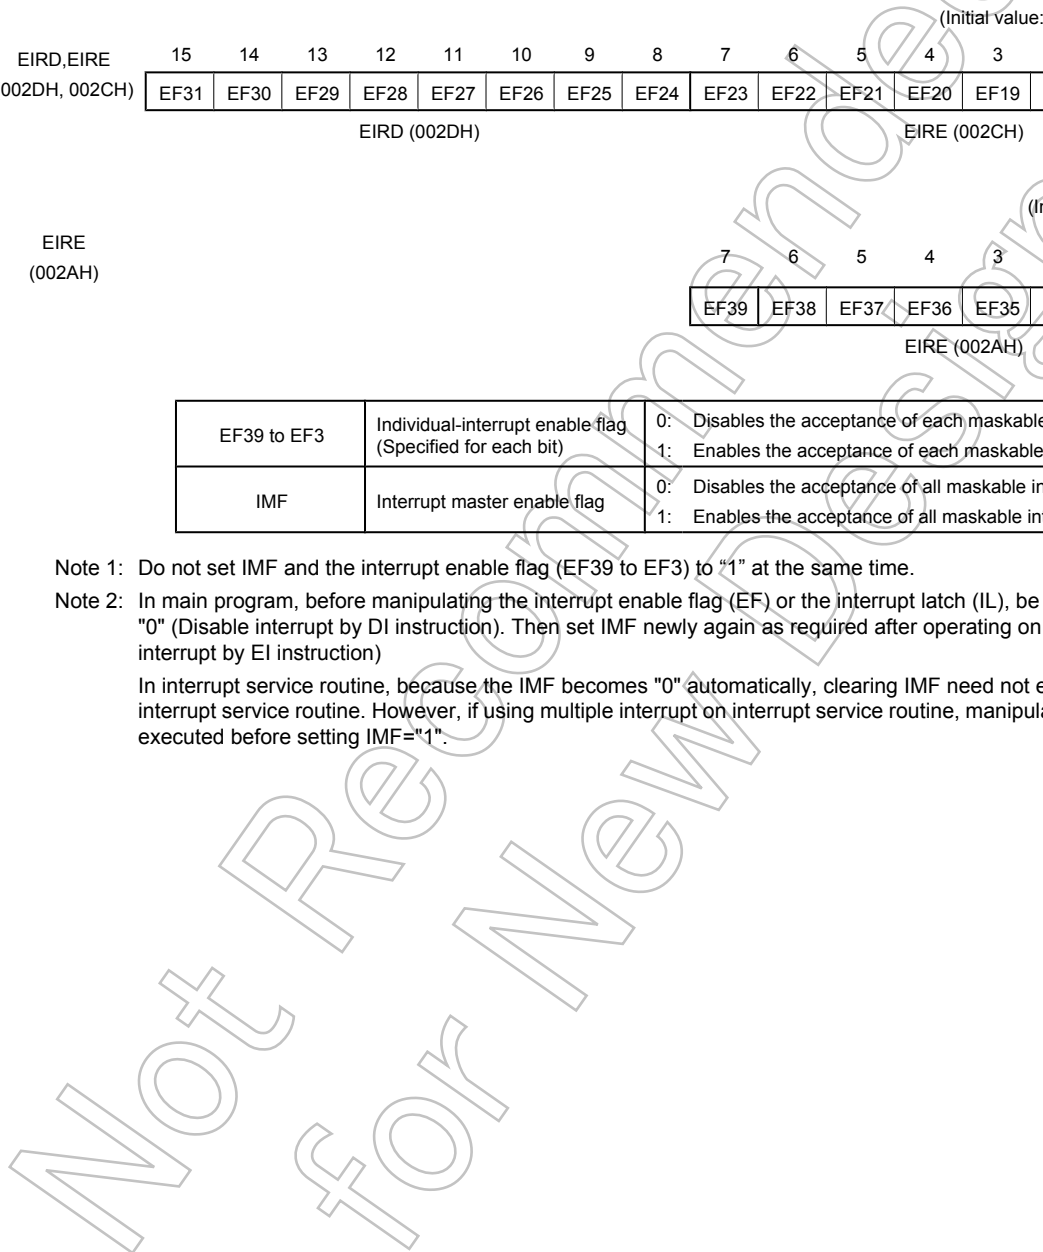 (Initial value:
EIRD,EIRE 15 14 13 12 11 10 9 8 7 6 5 4 3
002DH, 002CH) EF31 EF30 EF29 EF28 EF27 EF26 EF25 EF24 EF23 EF22 EF21 EF20 EF19
EIRD (002DH) EIRE (002CH)
EIRE
(002AH)
7 6 5 4 3
EF39 EF38 EF37 EF36 EF35
EIRE (002AH)
EF39 to EF3 Individual-interrupt enable flag
(Specified for each bit)
0: Disables the acceptance of each maskable
1: Enables the acceptance of each maskable
IMF Interrupt master enable flag
0: Disables the acceptance of all maskable
1: Enables the acceptance of all maskable
Note 1: Do not set IMF and the interrupt enable flag (EF39 to EF3) to “1” at the same time.
Note 2: In main program, before manipulating the interrupt enable flag (EF) or the interrupt latch (IL), be
"0" (Disable interrupt by DI instruction). Then set IMF newly again as required after operating on
interrupt by EI instruction)
In interrupt service routine, because the IMF becomes "0" automatically, clearing IMF need not
interrupt service routine. However, if using multiple interrupt on interrupt service routine,
executed before setting IMF="1".
Not Recommended
for New Design